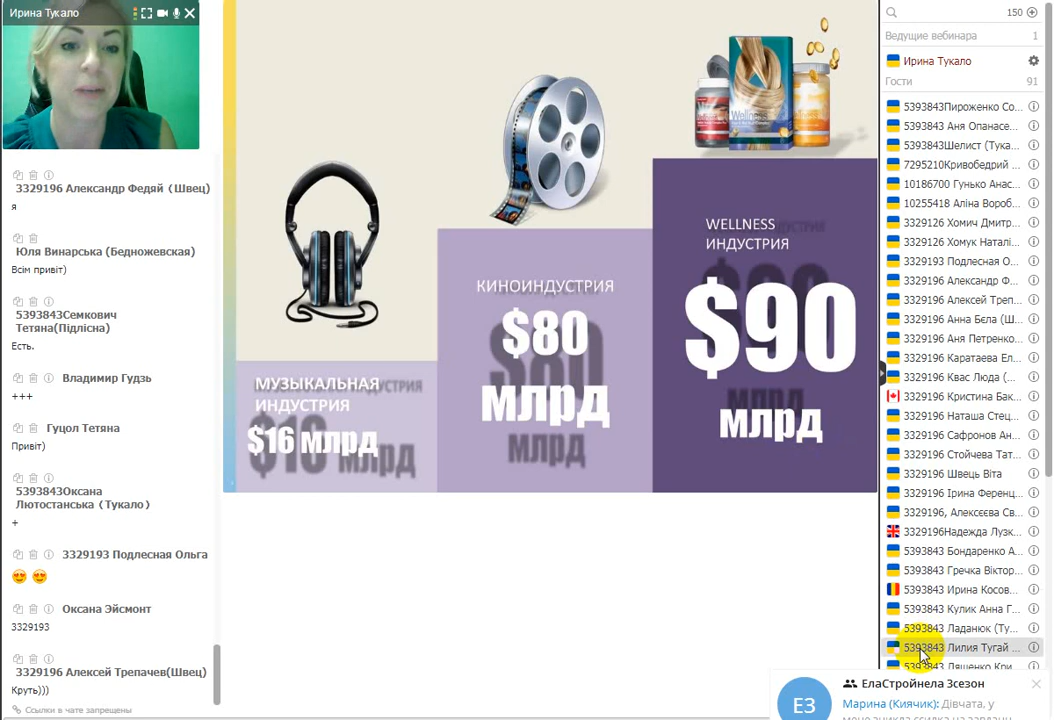 Ирина Тукало
3329196 Александр Федяй (Швец)
я
Юля Винарська (Бедножевская)
Всім привіт)
5393843Семкович
Тетяна(Підлісна)
Есть.
Владимир Гудзь
+++
Гуцол Тетяна
Привіт)
5393843Оксана
Лютостанська (Тукало)
+
3329193 Подлесная Ольга
Оксана Эйсмонт
3329193
3329196 Алексей Трепачев(Швец)
Круть)))
Ссылки в чате запрещены
МУЗЫКАЛЬНАЯ
ИНДУСТРИЯ
$16 млрд
КИНОИНДУСТРИЯ
$80
млрд
WELLNESS
ИНДУСТРИЯ
$90
млрд
150
Ведущие вебинара 1
Ирина Тукало
Гости 91
5393843Пироженко Со...
5393843 Аня Опанасе...
5393843Шелист (Тука...
7295210Кривобедрий ...
10186700 Гунько Анас...
10255418 Аліна Вороб...
3329126 Хомич Дмитр...
3329126 Хомук Наталі...
3329193 Подлесная О...
3329196 Александр Ф...
3329196 Алексей Треп...
3329196 Анна Бєла (Ш...
3329196 Аня Петренко...
3329196 Каратаева Ел...
3329196 Квас Люда (...
3329196 Кристина Бак...
3329196 Наташа Стец...
3329196 Сафронов Ан...
3329196 Стойчева Тат...
3329196 Швець Віта
3329196 Ірина Ференц...
3329196, Алексєєва Св...
3329196Надежда Лузк...
5393843 Бондаренко А...
5393843 Гречка Віктор...
5393843 Ирина Косов...
5393843 Кулик Анна Г...
5393843 Ладанюк (Ту...
5393843 Лилия Тугай ...
5393843 Ляшенко Кри...
ЕлаСтройнела 3сезон
ЕЗ
Марина (Киячик): Дівчата, у